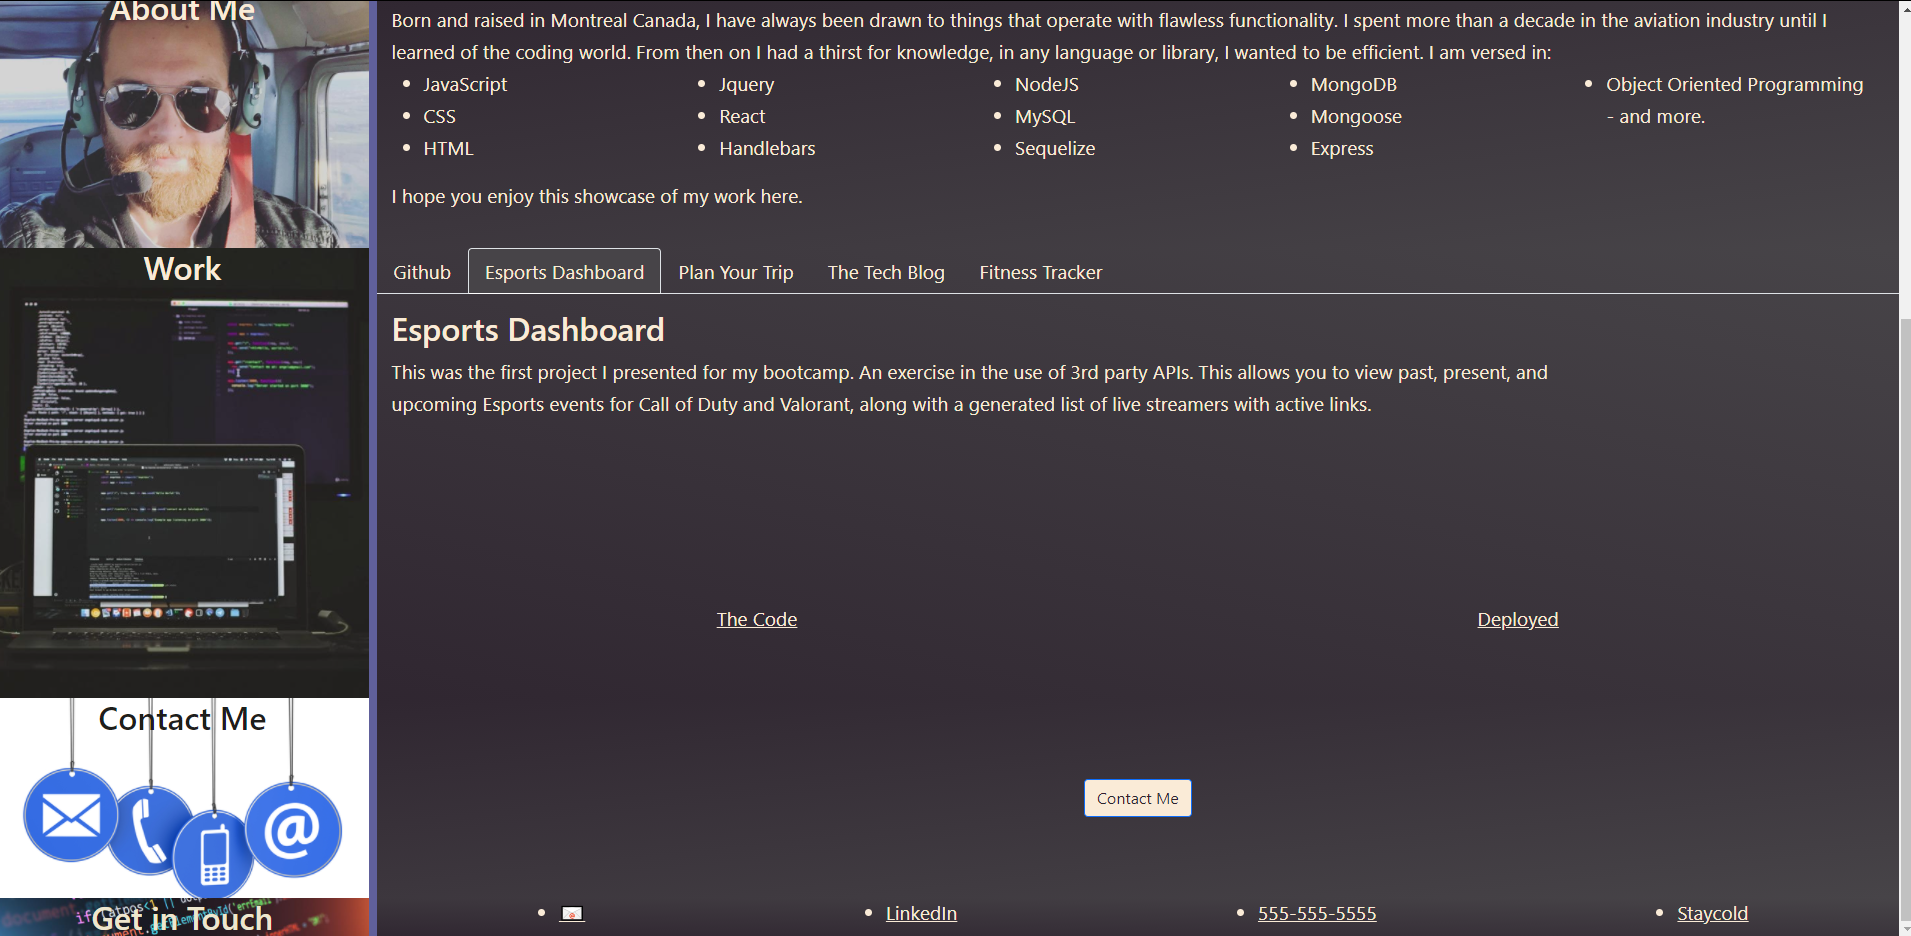 About Me
Work
Contact Me
Get in Touch
Born and raised in Montreal Canada, I have always been drawn to things that operate with flawless functionality. I spent more than a decade in the aviation industry until I
learned of the coding world. From then on I had a thirst for knowledge, in any language or library, I wanted to be efficient. I am versed in:
JavaScript
CSS
HTML
Jquery
React
Handlebars
NodeJS
MySQL
Sequelize
MongoDB
Mongoose
Express
Object Oriented Programming
- and more.
I hope you enjoy this showcase of my work here.
Github Esports Dashboard Plan Your Trip The Tech Blog Fitness Tracker
Esports Dashboard
This was the first project I presented for my bootcamp. An exercise in the use of 3rd party APIs. This allows you to view past, present, and
upcoming Esports events for Call of Duty and Valorant, along with a generated list of live streamers with active links.
The Code Deployed
Contact Me
LinkedIn 555-555-5555 Staycold